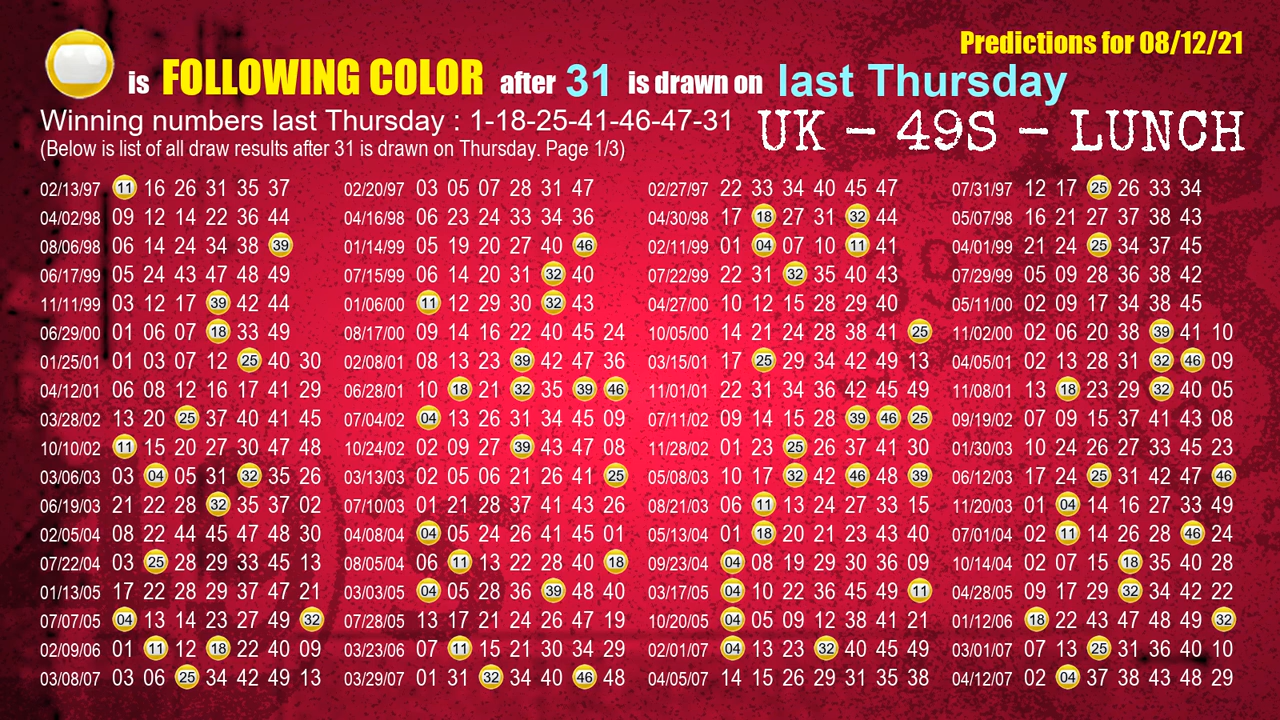 Predictions for 08/12/21
is FOLLOWING COLOR after 31 is drawn on last Thursday
Winning numbers last Thursday : 1-18-25-41-46-47-31
UK - 49S - LUNCH
(Below is list of all draw results after 31 is drawn on Thursday. Page 1/3)
02/13/97 11 16 26 31 35 37 02/20/97 03 05 07 28 31 47 02/27/97 22 33 34 40 45 47 07/31/97 12 17 25 26 33 34
04/02/98 09 12 14 22 36 44 04/16/98 06 23 24 33 34 36 04/30/98 17 18 27 31 32 44 05/07/98 16 21 27 37 38 43
08/06/98 06 14 24 34 38 39 01/14/99 05 19 20 27 40 46 02/11/99 01 04 07 10 11 41 04/01/99 21 24 25 34 37 45
06/17/99 05 24 43 47 48 49 07/15/99 06 14 20 31 32 40 07/22/99 22 31 32 35 40 43 07/29/99 05 09 28 36 38 42
11/11/99 03 12 17 39 42 44 01/06/00 11 12 29 30 32 43 04/27/00 10 12 15 28 29 40 05/11/00 02 09 17 34 38 45
06/29/00 01 06 07 18 33 49 08/17/00 09 14 16 22 40 45 24 10/05/00 14 21 24 28 38 41 25 11/02/00 02 06 20 38 39 41 10
01/25/01 01 03 07 12 25 40 30 02/08/01 08 13 23 39 42 47 36 03/15/01 17 25 29 34 42 49 13 04/05/01 02 13 28 31 32 46 09
04/12/01 06 08 12 16 17 41 29 06/28/01 10 18 21 32 35 39 46 11/01/01 22 31 34 36 42 45 49 11/08/01 13 18 23 29 32 40 05
03/28/02 13 20 25 37 40 41 45 07/04/02 04 13 26 31 34 45 09 07/11/02 09 14 15 28 39 46 25 09/19/02 07 09 15 37 41 43 08
10/10/02 11 15 20 27 30 47 48 10/24/02 02 09 27 39 43 47 08 11/28/02 01 23 25 26 37 41 30 01/30/03 10 24 26 27 33 45 23
03/06/03 03 04 05 31 32 35 26 03/13/03 02 05 06 21 26 41 25 05/08/03 10 17 32 42 46 48 39 06/12/03 17 24 25 31 42 47 46
06/19/03 21 22 28 32 35 37 02 07/10/03 01 21 28 37 41 43 26 08/21/03 06 11 13 24 27 33 15 11/20/03 01 04 14 16 27 33 49
02/05/04 08 22 44 45 47 48 30 04/08/04 04 05 24 26 41 45 01 05/13/04 01 18 20 21 23 43 40 07/01/04 02 11 14 26 28 46 24
07/22/04 03 25 28 29 33 45 13 08/05/04 06 11 13 22 28 40 18 09/23/04 04 08 19 29 30 36 09 10/14/04 02 07 15 18 35 40 28
01/13/05 17 22 28 29 37 47 21 03/03/05 04 05 28 36 39 48 40 03/17/05 04 10 22 36 45 49 11 04/28/05 09 17 29 32 34 42 22
07/07/05 04 13 14 23 27 49 32 07/28/05 13 17 21 24 26 47 19 10/20/05 04 05 09 12 38 41 21 01/12/06 18 22 43 47 48 49 32
02/09/06 01 11 12 18 22 40 09 03/23/06 07 11 15 21 30 34 29 02/01/07 04 13 23 32 40 45 49 03/01/07 07 13 25 31 36 40 10
03/08/07 03 06 25 34 42 49 13 03/29/07 01 31 32 34 40 46 48 04/05/07 14 15 26 29 31 35 38 04/12/07 02 04 37 38 43 48 29